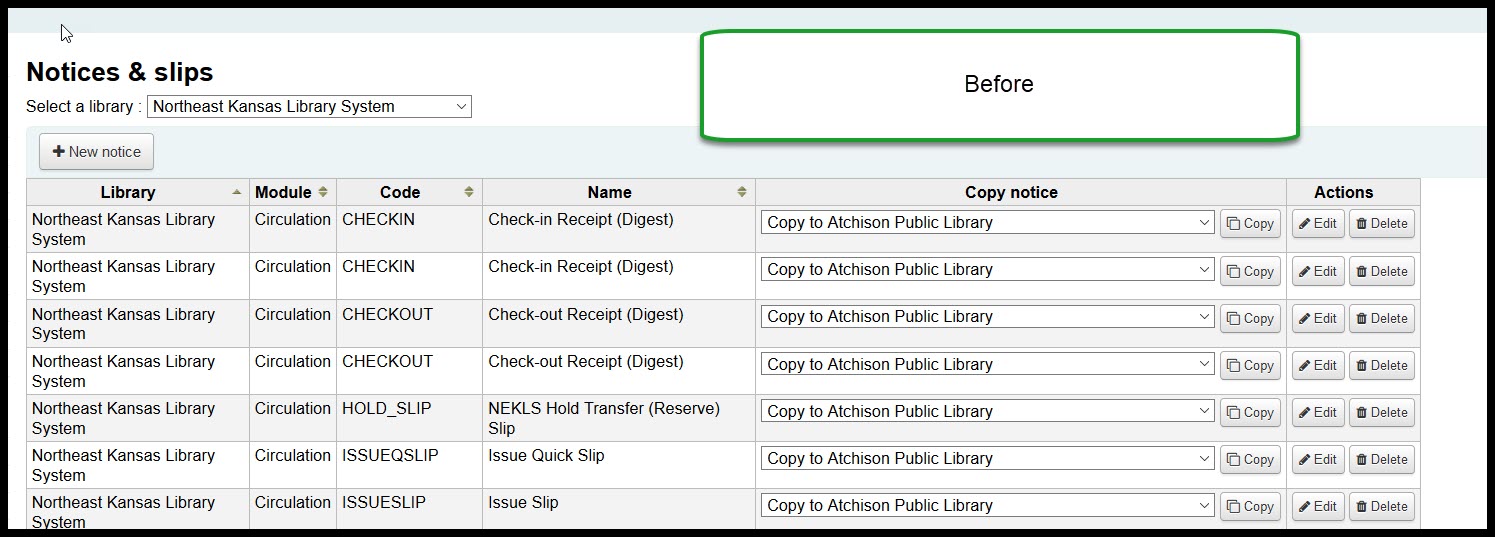 Before
Notices & slips
Select a library : Northeast Kansas Library System
New notice
Library Module Code Name Copy notice Actions
Northeast Kansas Library Circulation CHECKIN Check-in Receipt (Digest) Copy to Atchison Public Library Copy Edit Delete
System
Northeast Kansas Library Circulation CHECKIN Check-in Receipt (Digest) Copy to Atchison Public Library Copy Edit Delete
System
Northeast Kansas Library Circulation CHECKOUT Check-out Receipt (Digest) Copy to Atchison Public Library Copy Edit Delete
System
Northeast Kansas Library Circulation CHECKOUT Check-out Receipt (Digest) Copy to Atchison Public Library Copy Edit Delete
System
Northeast Kansas Library Circulation HOLD_SLIP NEKLS Hold Transfer (Reserve) Copy to Atchison Public Library Copy Edit Delete
System Slip
Northeast Kansas Library Circulation ISSUEQSLIP Issue Quick Slip Copy to Atchison Public Library Copy Edit Delete
System
Northeast Kansas Library Circulation ISSUESLIP Issue Slip Copy to Atchison Public Library Copy Edit Delete
System